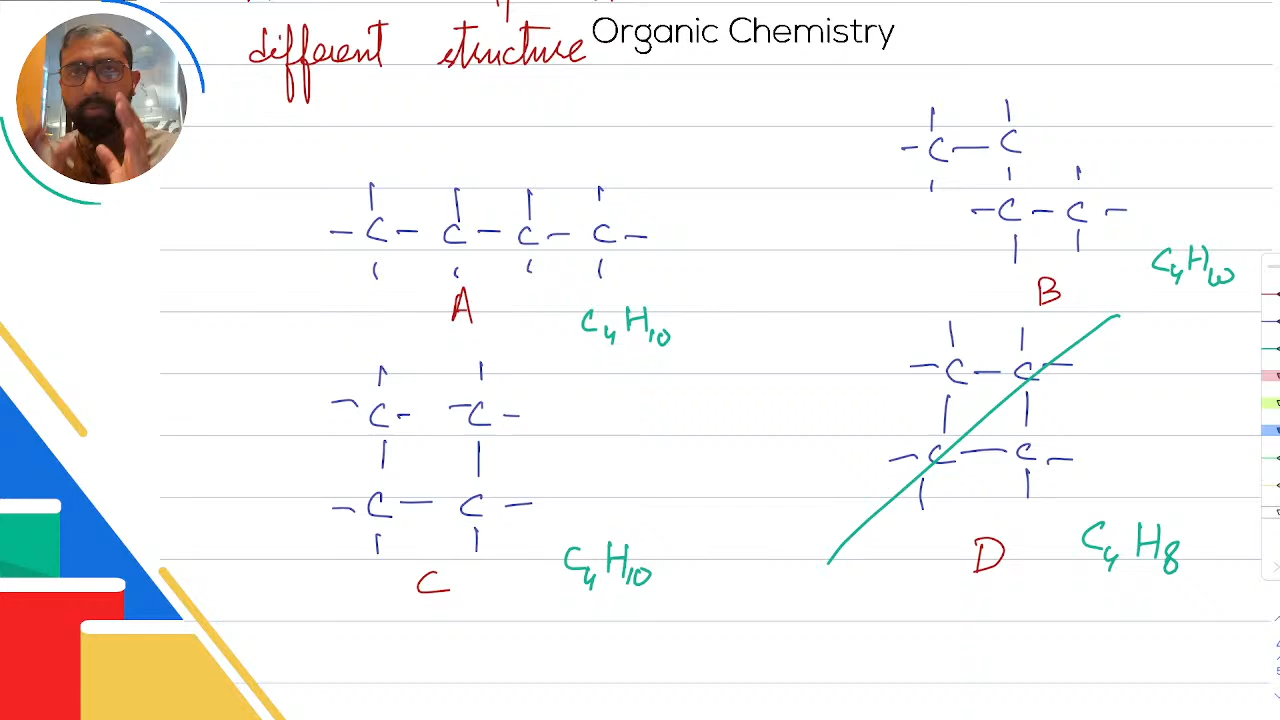 different structure
Organic Chemistry
C C
C C
C C C C
A
C₄H₁₀
B
C₄H₁₀
C C
C C
C
C₄H₁₀
C C
C C
D
C₄H₈